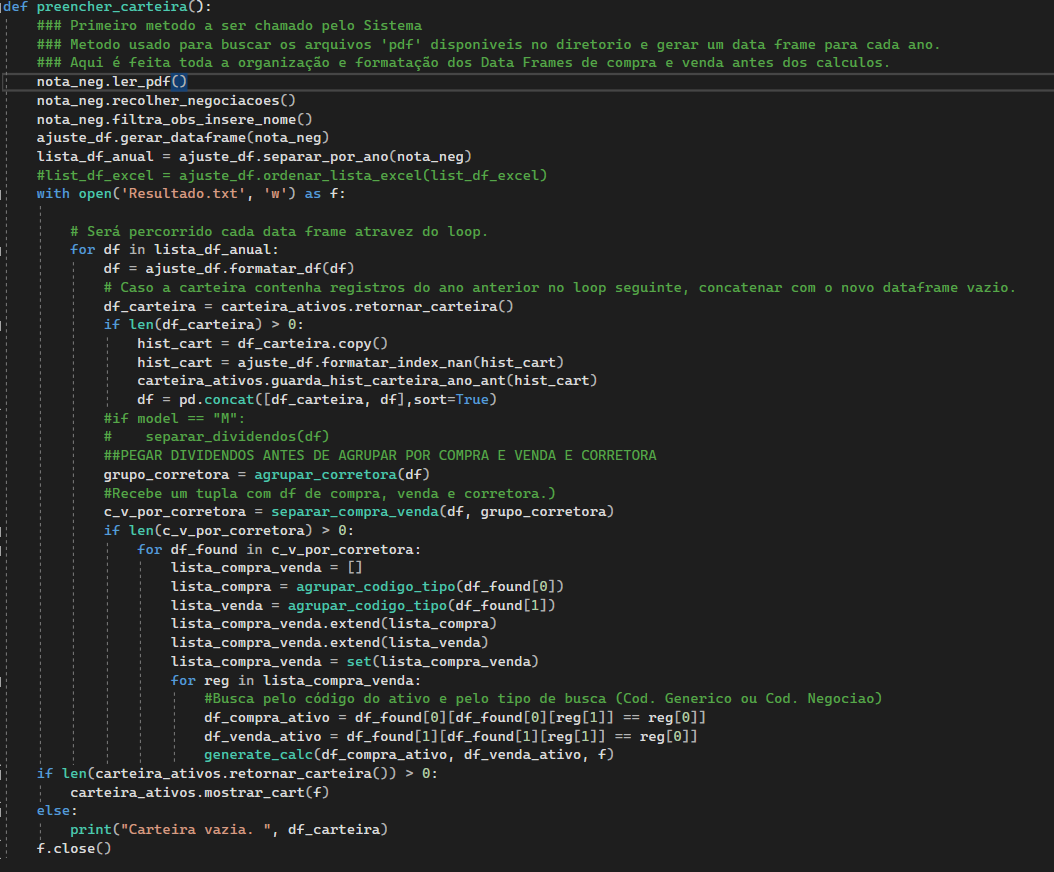 def preencher_carteira():
    ### Primeiro metodo a ser chamado pelo Sistema
    ### Metodo usado para buscar os arquivos 'pdf' disponiveis no diretorio e gerar um data frame para cada ano.
    ### Aqui é feita toda a organização e formatação dos Data Frames de compra e venda antes dos calculos.
    nota_neg.ler_pdf()
    nota_neg.recolher_negociacoes()
    nota_neg.filtra_obs_insere_nome()
    ajuste_df.gerar_dataframe(nota_neg)
    lista_df_anual = ajuste_df.separar_por_ano(nota_neg)
    #list_df_excel = ajuste_df.ordenar_lista_excel(list_df_excel)
    with open('Resultado.txt', 'w') as f:
        # Será percorrido cada data frame atravez do loop.
        for df in lista_df_anual:
            df = ajuste_df.formatar_df(df)
            # Caso a carteira contenha registros do ano anterior no loop seguinte, concatenar com o novo dataframe vazio.
            df_carteira = carteira_ativos.retornar_carteira()
            if len(df_carteira) > 0:
                hist_cart = df_carteira.copy()
                hist_cart = ajuste_df.formatar_index_nan(hist_cart)
                carteira_ativos.guarda_hist_carteira_ano_ant(hist_cart)
                df = pd.concat([df_carteira, df],sort=True)
            #if model == "M":
            #    separar_dividendos(df)
            ##PEGAR DIVIDENDOS ANTES DE AGRUPAR POR COMPRA E VENDA E CORRETORA
            grupo_corretora = agrupar_corretora(df)
            #Recebe um tupla com df de compra, venda e corretora.)
            c_v_por_corretora = separar_compra_venda(df, grupo_corretora)
            if len(c_v_por_corretora) > 0:
                for df_found in c_v_por_corretora:
                    lista_compra_venda = []
                    lista_compra = agrupar_codigo_tipo(df_found[0])
                    lista_venda = agrupar_codigo_tipo(df_found[1])
                    lista_compra_venda.extend(lista_compra)
                    lista_compra_venda.extend(lista_venda)
                    lista_compra_venda = set(lista_compra_venda)
                    for reg in lista_compra_venda:
                        #Busca pelo código do ativo e pelo tipo de busca (Cod. Generico ou Cod. Negociao)
                        df_compra_ativo = df_found[0][df_found[0][reg[1]] == reg[0]]
                        df_venda_ativo = df_found[1][df_found[1][reg[1]] == reg[0]]
                        generate_calc(df_compra_ativo, df_venda_ativo, f)
    if len(carteira_ativos.retornar_carteira()) > 0:
        carteira_ativos.mostrar_cart(f)
    else:
        print("Carteira vazia. ", df_carteira)
    f.close()